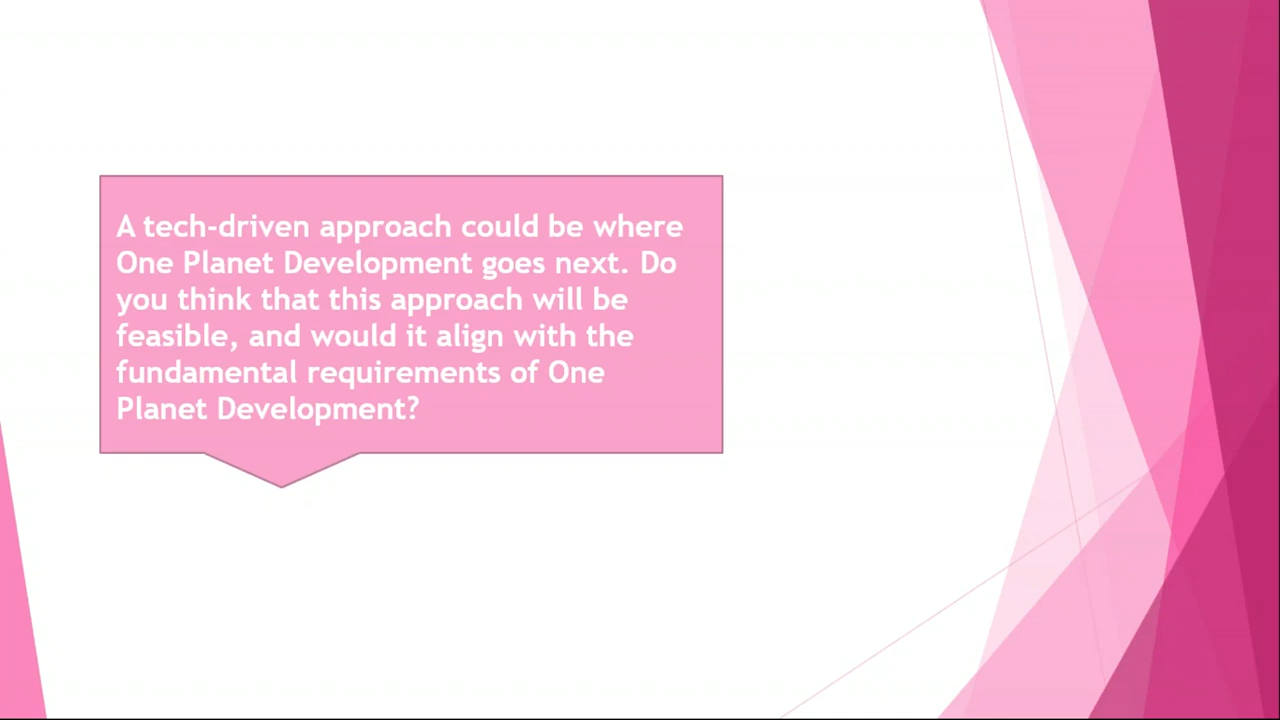 A tech-driven approach could be where
One Planet Development goes next. Do
you think that this approach will be
feasible, and would it align with the
fundamental requirements of One
Planet Development?